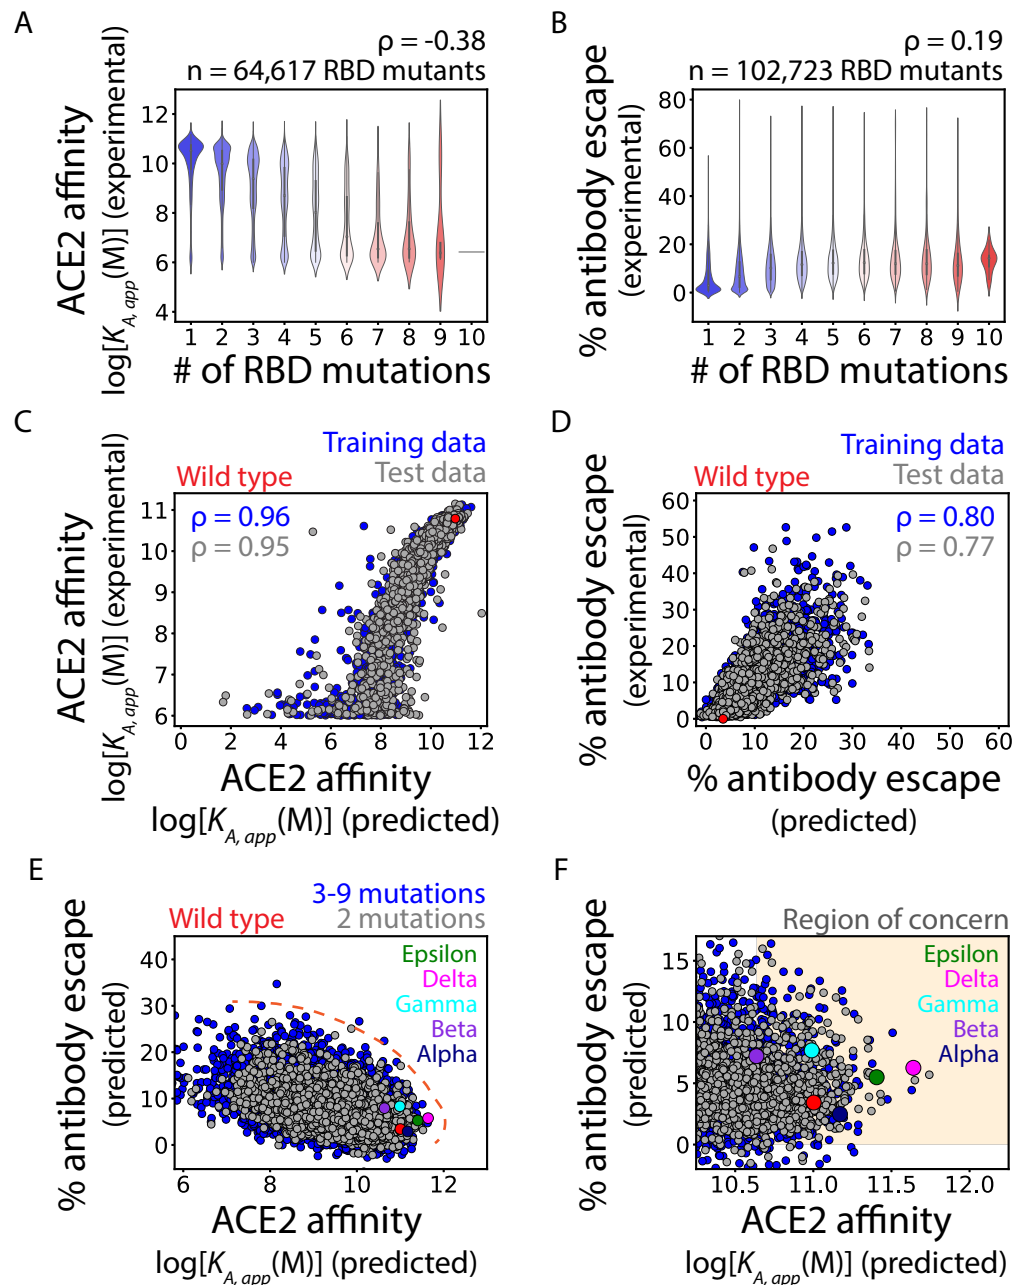 A
ρ = -0.38
n = 64,617 RBD mutants
ACE2 affinity
log[K_{A, app}(M)] (experimental)
12
10
8
6
4
1 2 3 4 5 6 7 8 9 10
# of RBD mutations
B
ρ = 0.19
n = 102,723 RBD mutants
% antibody escape
(experimental)
80
60
40
20
0
1 2 3 4 5 6 7 8 9 10
# of RBD mutations
C
Training data
Wild type Test data
ρ = 0.96
ρ = 0.95
ACE2 affinity
log[K_{A, app}(M)] (experimental)
11
10
9
8
7
6
0 2 4 6 8 10 12
ACE2 affinity
log[K_{A, app}(M)] (predicted)
D
Training data
Wild type Test data
ρ = 0.80
ρ = 0.77
% antibody escape
(experimental)
60
50
40
30
20
10
0
0 10 20 30 40 50 60
% antibody escape
(predicted)
E
3-9 mutations
Wild type 2 mutations
Epsilon
Delta
Gamma
Beta
Alpha
% antibody escape
(predicted)
40
30
20
10
0
6 8 10 12
ACE2 affinity
log[K_{A, app}(M)] (predicted)
F
Region of concern
Epsilon
Delta
Gamma
Beta
Alpha
% antibody escape
(predicted)
15
10
5
0
10.5 11.0 11.5 12.0
ACE2 affinity
log[K_{A, app}(M)] (predicted)